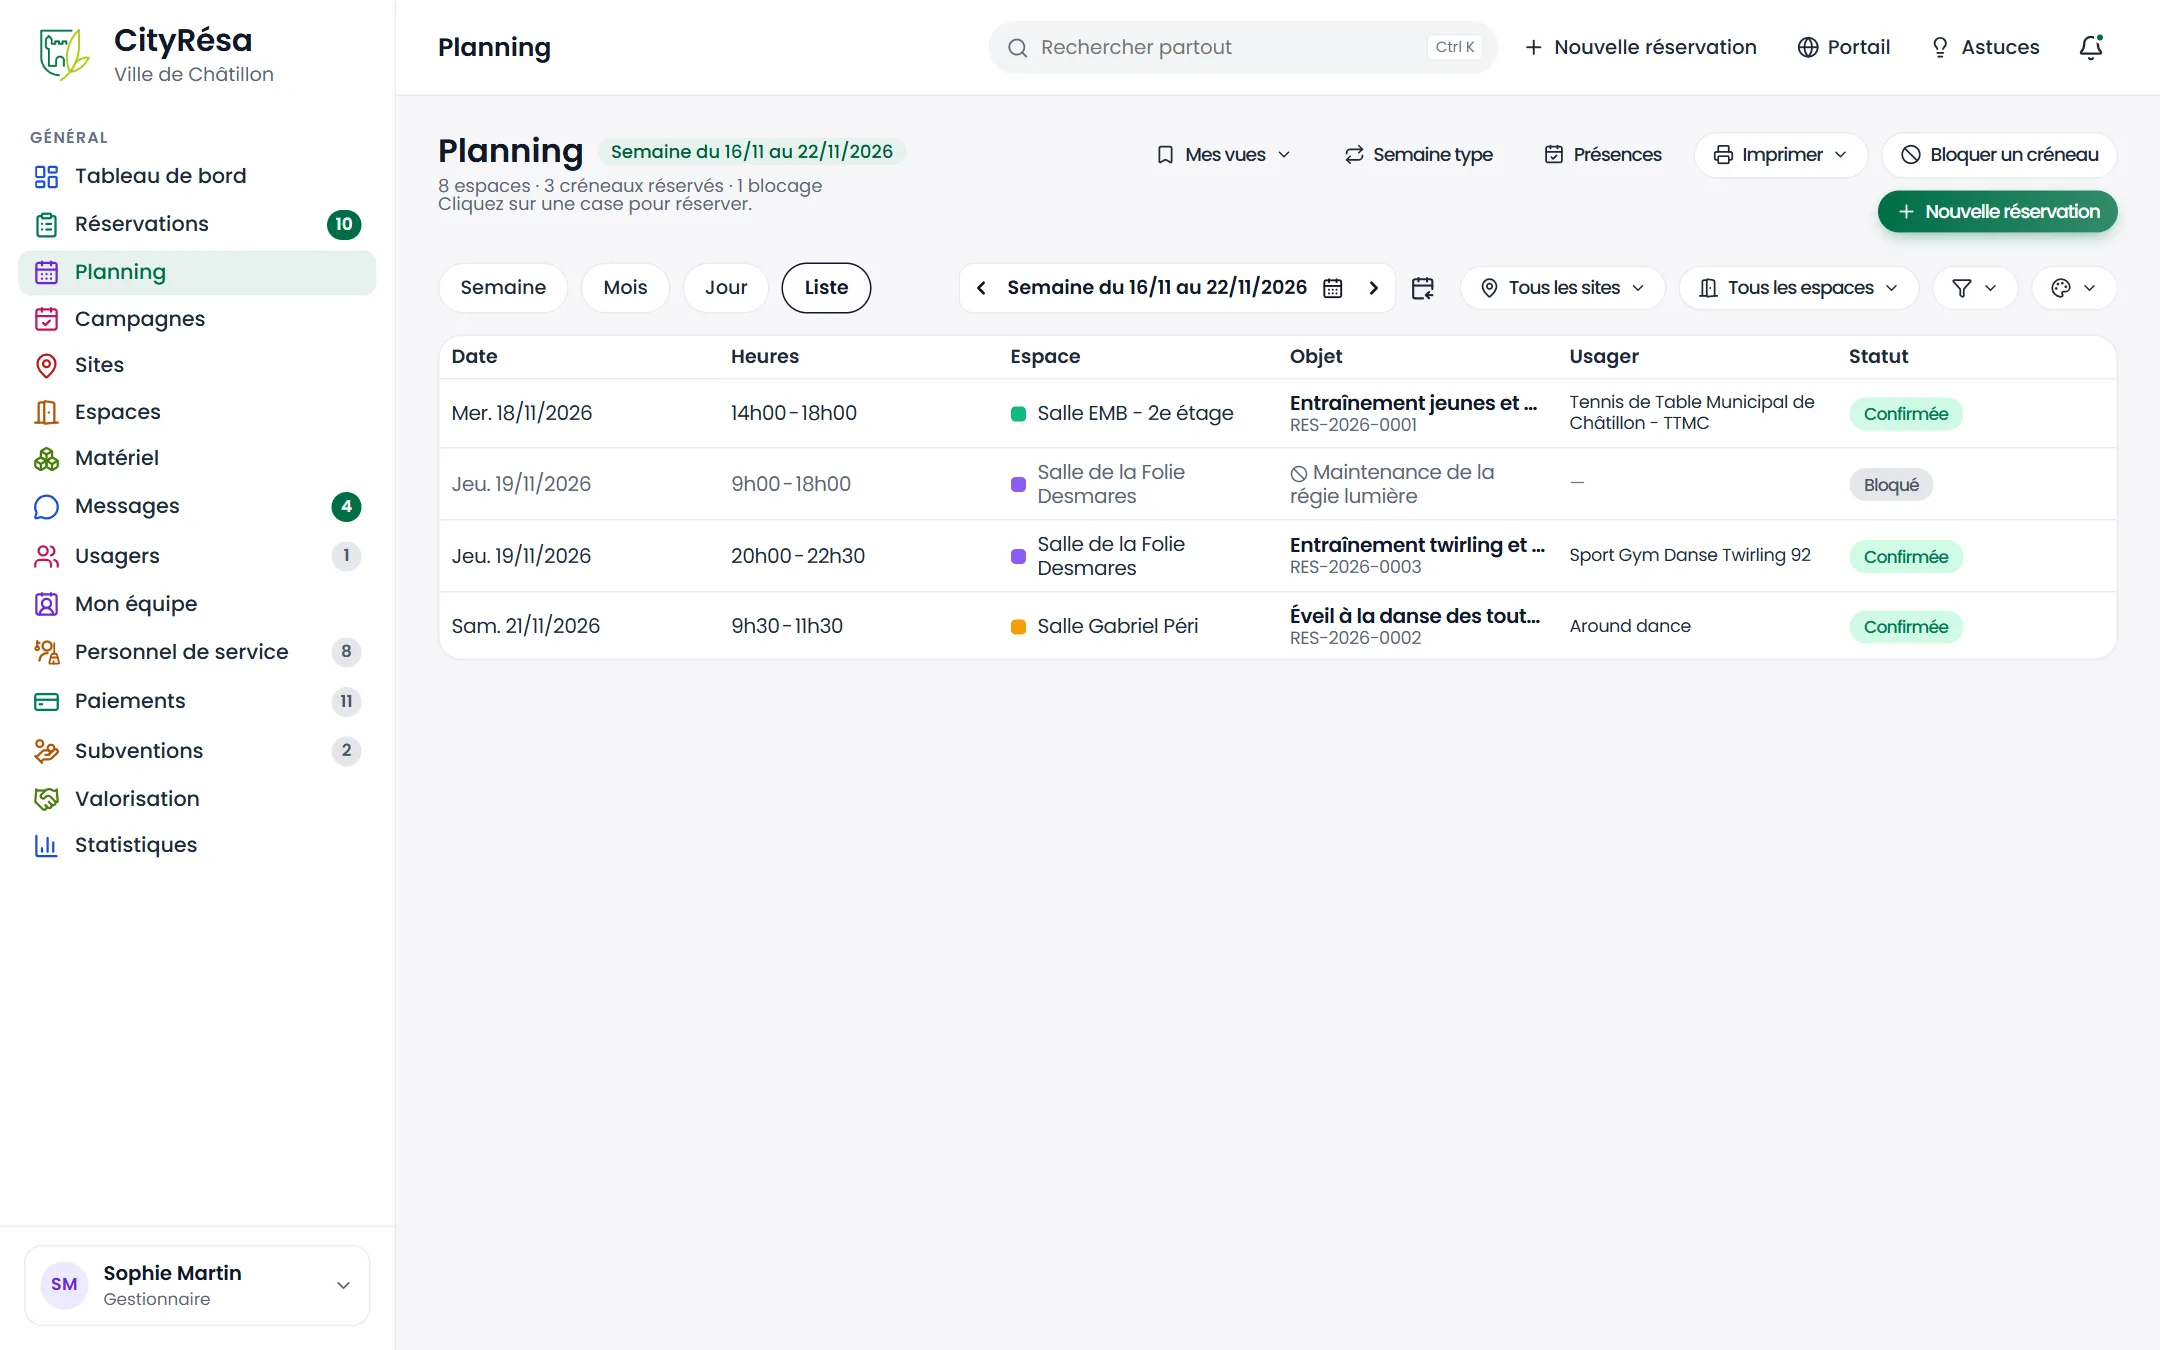 CityRésa
Ville de Châtillon
GÉNÉRAL
Tableau de bord
Réservations 10
Planning
Campagnes
Sites
Espaces
Matériel
Messages 4
Usagers 1
Mon équipe
Personnel de service 8
Paiements 11
Subventions 2
Valorisation
Statistiques
SM
Sophie Martin
Gestionnaire
Planning
Rechercher partout Ctrl K
Nouvelle réservation
Portail
Astuces
Planning Semaine du 16/11 au 22/11/2026
8 espaces · 3 créneaux réservés · 1 blocage
Cliquez sur une case pour réserver.
Mes vues
Semaine type
Présences
Imprimer
Bloquer un créneau
Nouvelle réservation
Semaine Mois Jour Liste
Semaine du 16/11 au 22/11/2026
Tous les sites
Tous les espaces
Date Heures Espace Objet Usager Statut
Mer. 18/11/2026 14h00-18h00 Salle EMB - 2e étage
Entraînement jeunes et ...
RES-2026-0001
Tennis de Table Municipal de
Châtillon - TTMC
Confirmée
Jeu. 19/11/2026 9h00-18h00
Salle de la Folie
Desmares
Maintenance de la
régie lumière
—
Bloqué
Jeu. 19/11/2026 20h00-22h30
Salle de la Folie
Desmares
Entraînement twirling et ...
RES-2026-0003
Sport Gym Danse Twirling 92
Confirmée
Sam. 21/11/2026 9h30-11h30 Salle Gabriel Péri
Éveil à la danse des tout...
RES-2026-0002
Around dance
Confirmée